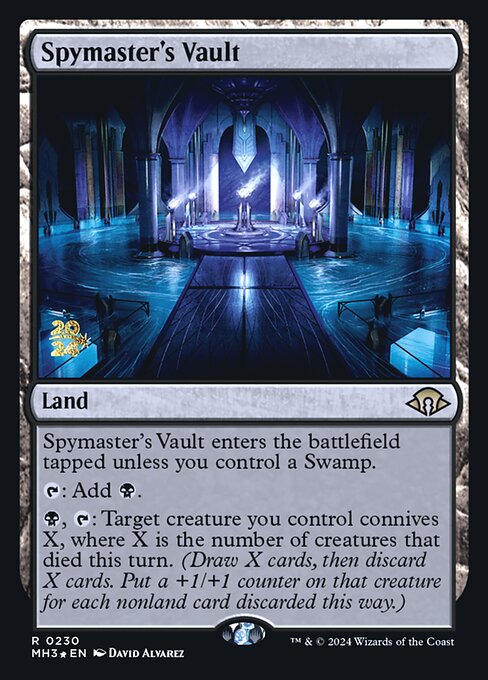 Spymaster's Vault
2024
Land
Spymaster's Vault enters the battlefield
tapped unless you control a Swamp.
: Add .
, : Target creature you control connives
X, where X is the number of creatures that
died this turn. (Draw X cards, then discard
X cards. Put a +1/+1 counter on that creature
for each nonland card discarded this way.)
R 0230
MH3★EN David Alvarez
™ & © 2024 Wizards of the Coast